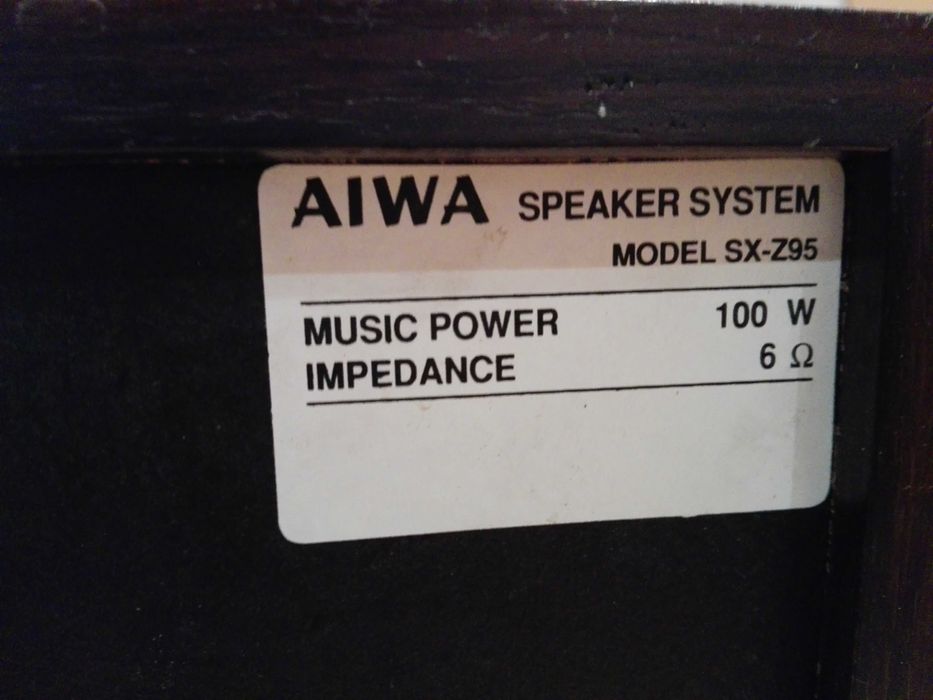 AIWA SPEAKER SYSTEM
MODEL SX-Z95
MUSIC POWER 100 W
IMPEDANCE 6 Ω